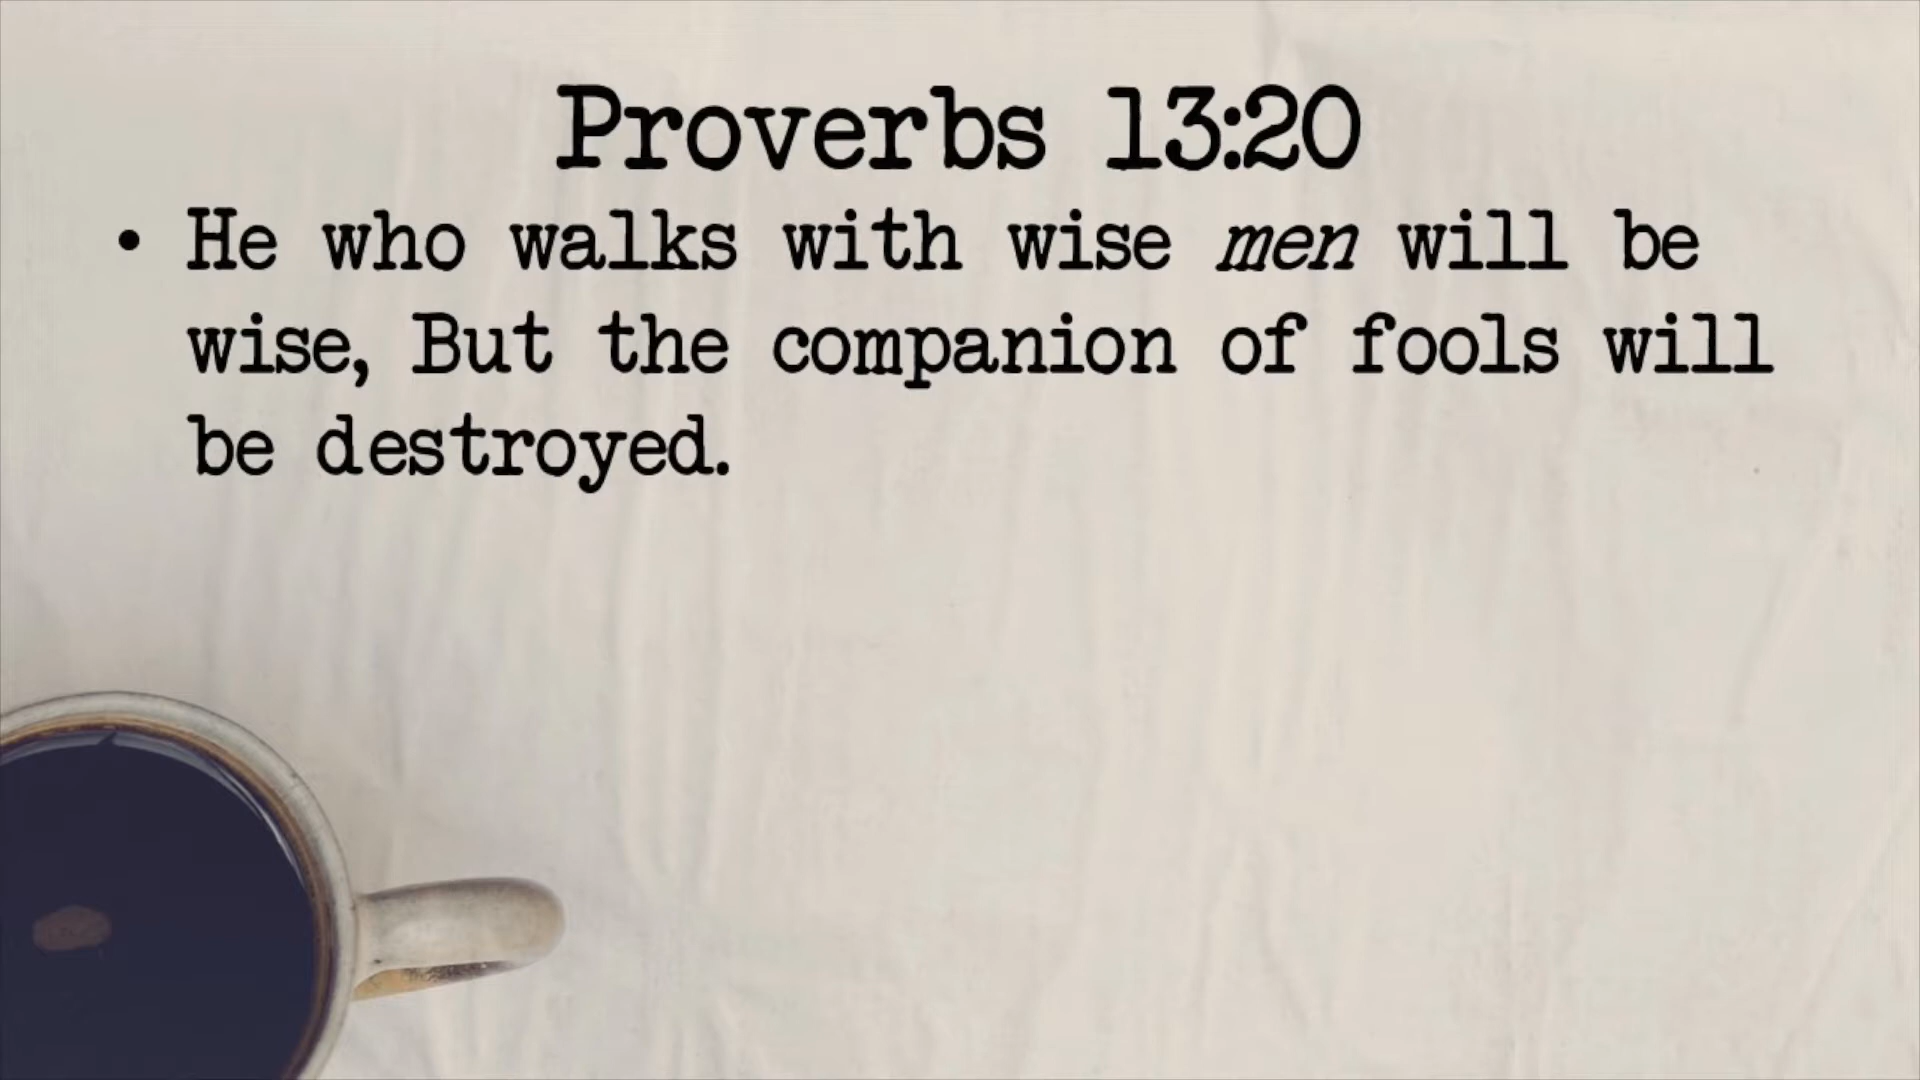 Proverbs 13:20
• He who walks with wise men will be
wise, But the companion of fools will
be destroyed.